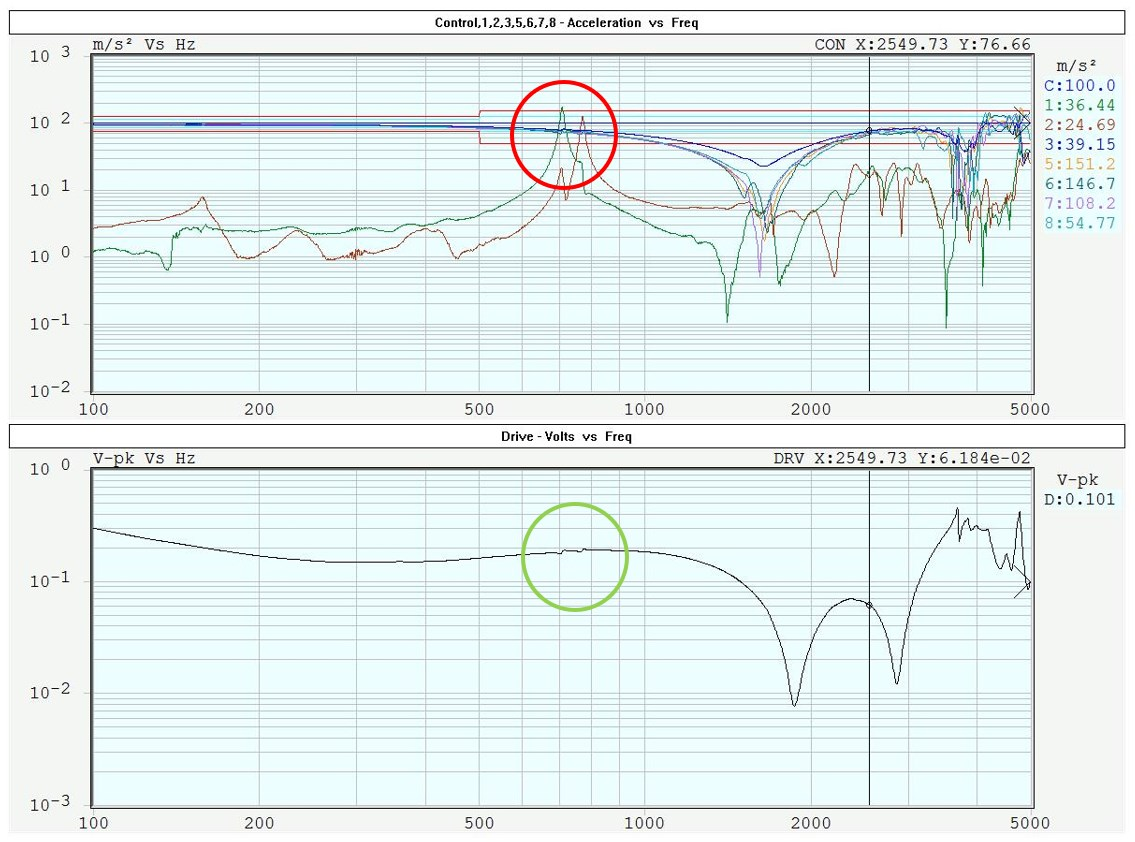 Control,1,2,3,5,6,7,8 - Acceleration vs Freq
m/s² Vs Hz
CON X:2549.73 Y:76.66
10 3
10 2
10 1
10 0
10 -1
10 -2
m/s²
C:100.0
1:36.44
2:24.69
3:39.15
5:151.2
6:146.7
7:108.2
8:54.77
100 200 500 1000 2000 5000
Drive - Volts vs Freq
V-pk Vs Hz
DRV X:2549.73 Y:6.184e-02
10 0
10 -1
10 -2
10 -3
V-pk
D:0.101
100 200 500 1000 2000 5000